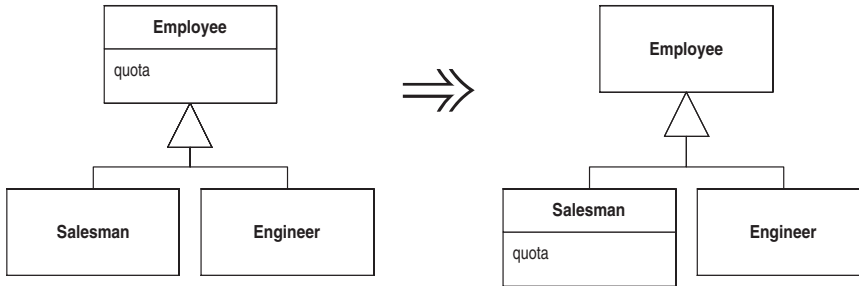 Employee
quota
Salesman
Engineer
Employee
Salesman
quota
Engineer